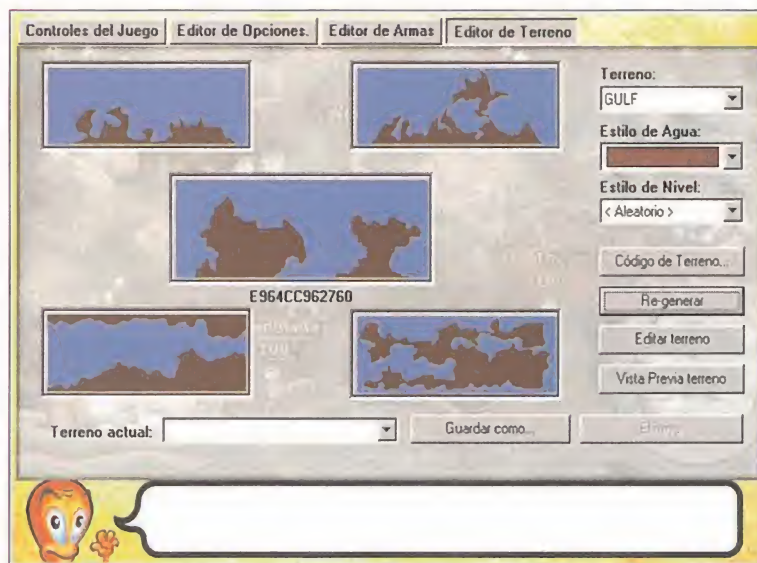 Controles del Juego
Editor de Opciones.
Editor de Armas
Editor de Terreno
Terreno:
GULF
Estilo de Agua:
Estilo de Nivel:
< Aleatorio >
Código de Terreno...
E964CC962760
Re-generar
Editar terreno
Vista Previa terreno
Terreno actual:
Guardar como...